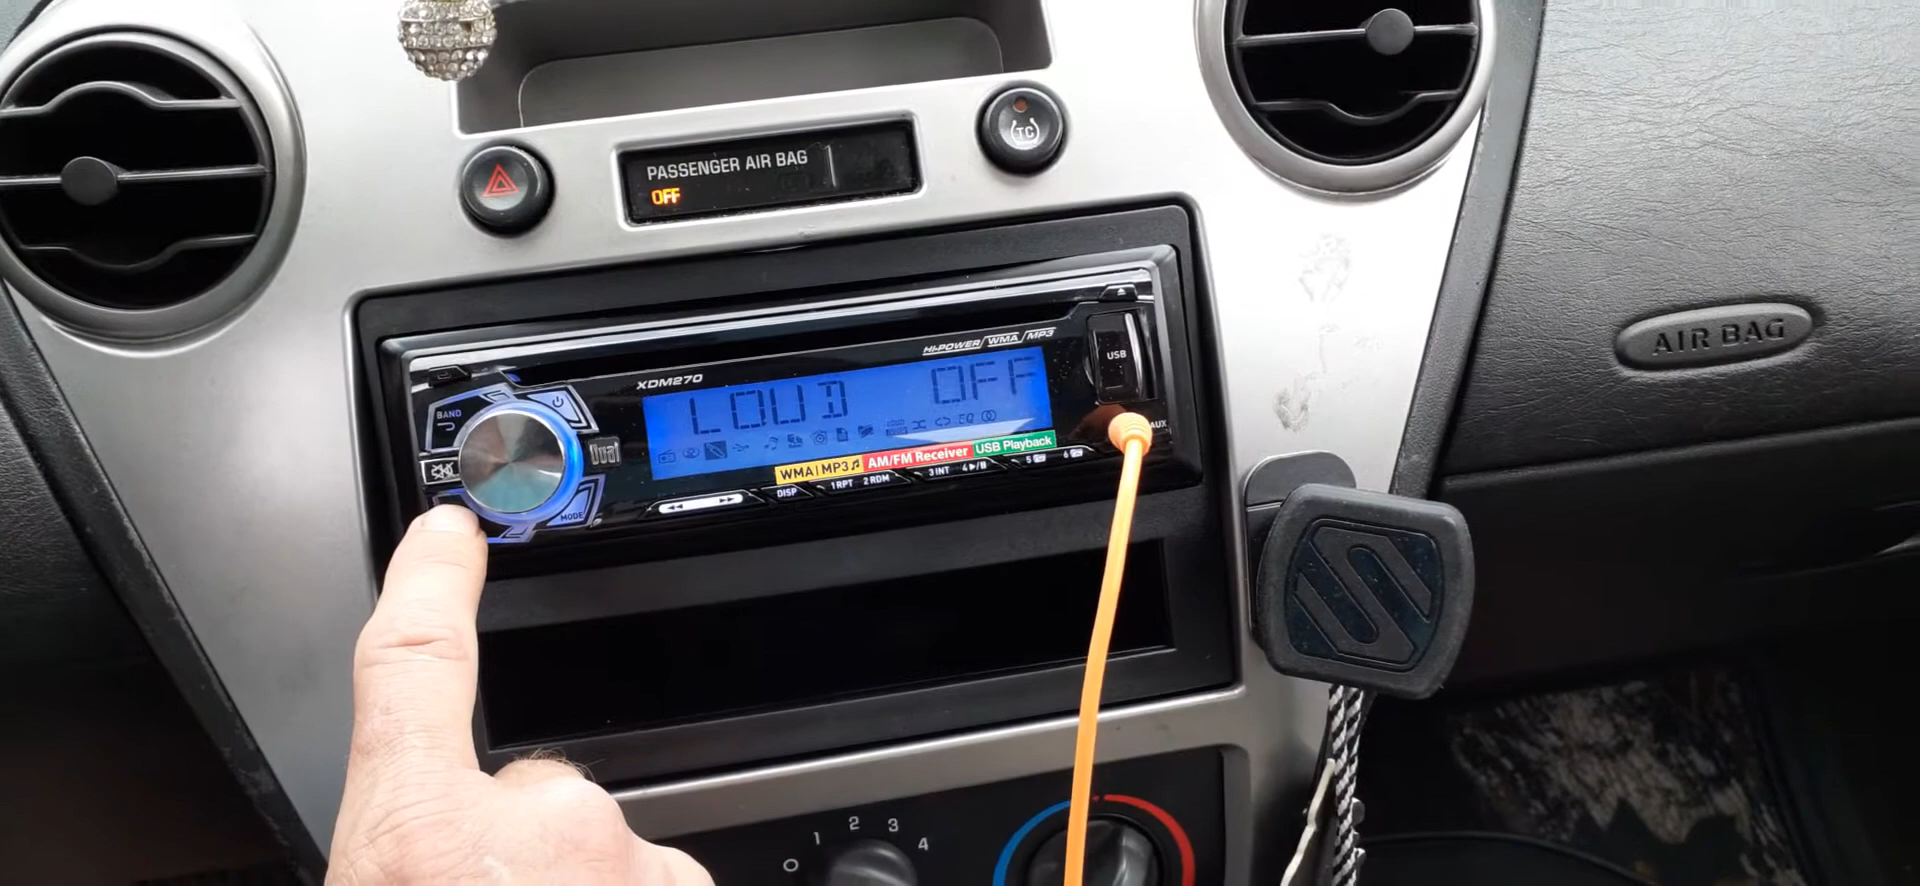 TC
PASSENGER AIR BAG
OFF
AIR BAG
HI-POWER / WMA / MP3
XDM270
USB
BAND
LOUD OFF
Dual
EQ
AUX
WMA | MP3 AM/FM Receiver USB Playback
DISP 1 RPT 2 RDM 3 INT 4 5 6
MODE
0 1 2 3 4